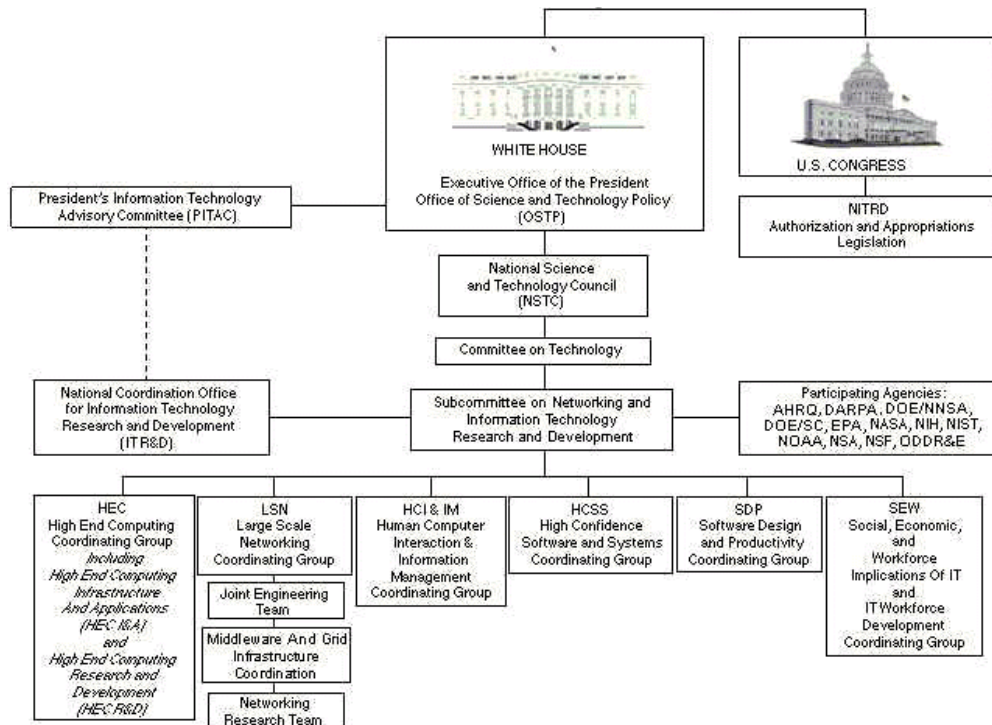 WHITE HOUSE
Executive Office of the President
Office of Science and Technology Policy
(OSTP)
U.S. CONGRESS
NITRD
Authorization and Appropriations
Legislation
President's Information Technology
Advisory Committee (PITAC)
National Science
and Technology Council
(NSTC)
Committee on Technology
National Coordination Office
for Information Technology
Research and Development
(ITR&D)
Subcommittee on Networking and
Information Technology
Research and Development
Participating Agencies:
AHRQ, DARPA, DOE/NNSA,
DOE/SC, EPA, NASA, NIH, NIST,
NOAA, NSA, NSF, ODDR&E
HEC
High End Computing
Coordinating Group
Including
High End Computing
Infrastructure
And Applications
(HEC I&A)
and
High End Computing
Research and
Development
(HEC R&D)
LSN
Large Scale
Networking
Coordinating Group
Joint Engineering
Team
Middleware And Grid
Infrastructure
Coordination
Networking
Research Team
HCI & IM
Human Computer
Interaction &
Information
Management
Coordinating Group
HCSS
High Confidence
Software and Systems
Coordinating Group
SDP
Software Design
and Productivity
Coordinating Group
SEW
Social, Economic,
and
Workforce
Implications Of IT
and
IT Workforce
Development
Coordinating Group